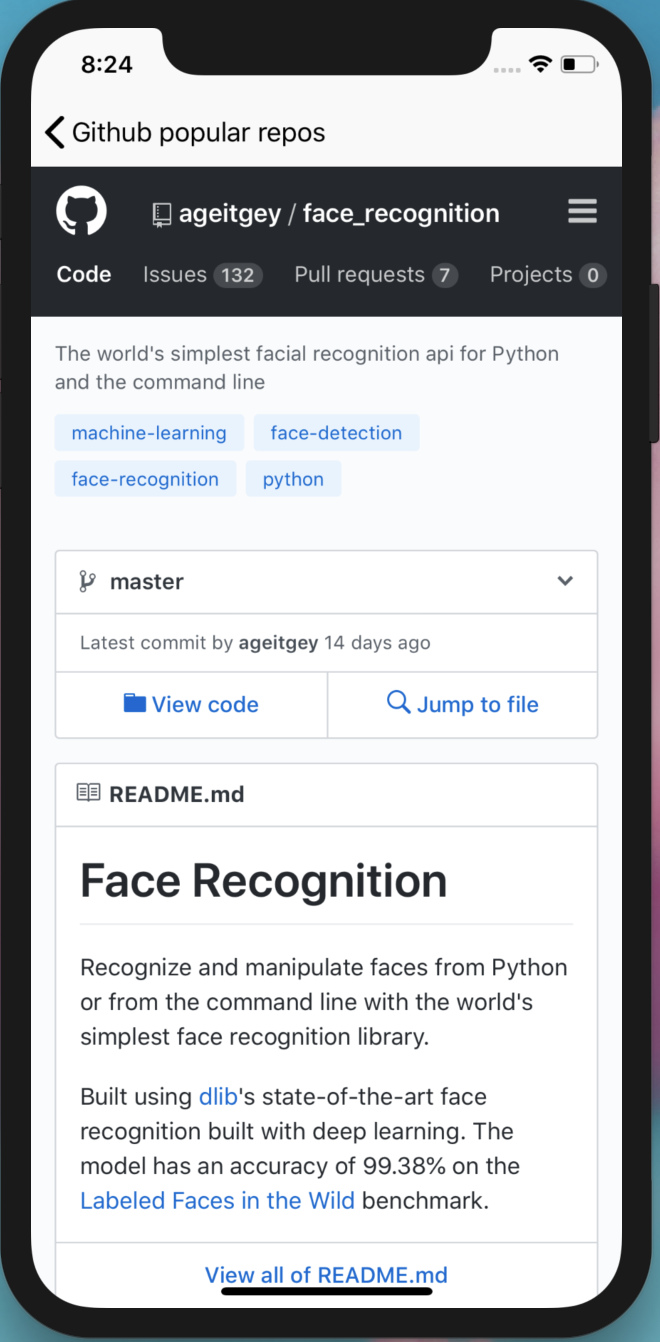 8:24
Github popular repos
ageitgey / face_recognition
Code Issues 132 Pull requests 7 Projects 0
The world's simplest facial recognition api for Python
and the command line
machine-learning face-detection
face-recognition python
master
Latest commit by ageitgey 14 days ago
View code Jump to file
README.md
Face Recognition
Recognize and manipulate faces from Python
or from the command line with the world's
simplest face recognition library.
Built using dlib's state-of-the-art face
recognition built with deep learning. The
model has an accuracy of 99.38% on the
Labeled Faces in the Wild benchmark.
View all of README.md